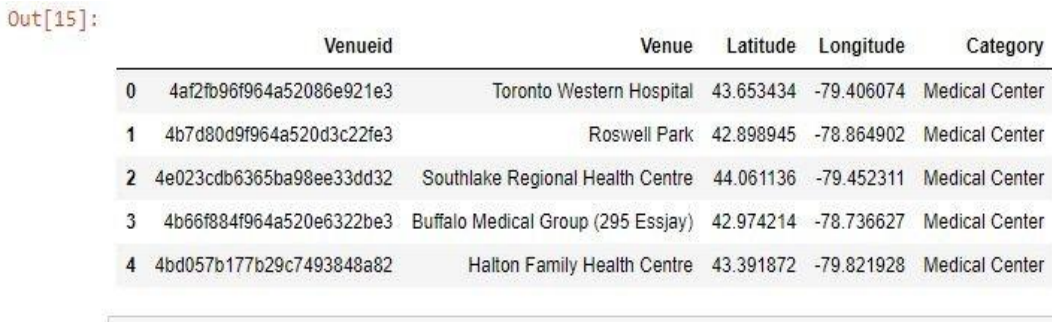 Out[15]:
Venueid Venue Latitude Longitude Category
0 4af2fb96f964a52086e921e3 Toronto Western Hospital 43.653434 -79.406074 Medical Center
1 4b7d80d9f964a520d3c22fe3 Roswell Park 42.898945 -78.864902 Medical Center
2 4e023cdb6365ba98ee33dd32 Southlake Regional Health Centre 44.061136 -79.452311 Medical Center
3 4b66f884f964a520e6322be3 Buffalo Medical Group (295 Essjay) 42.974214 -78.736627 Medical Center
4 4bd057b177b29c7493848a82 Halton Family Health Centre 43.391872 -79.821928 Medical Center